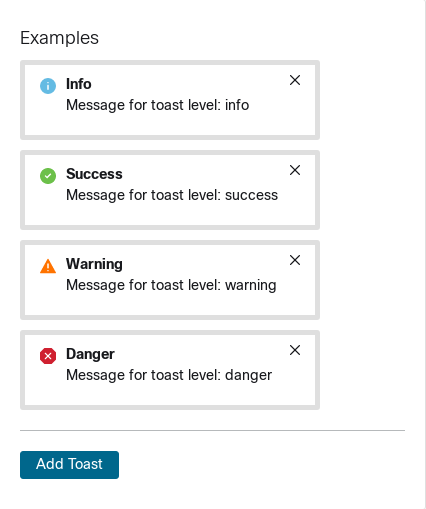 Examples
Info
Message for toast level: info
Success
Message for toast level: success
Warning
Message for toast level: warning
Danger
Message for toast level: danger
Add Toast